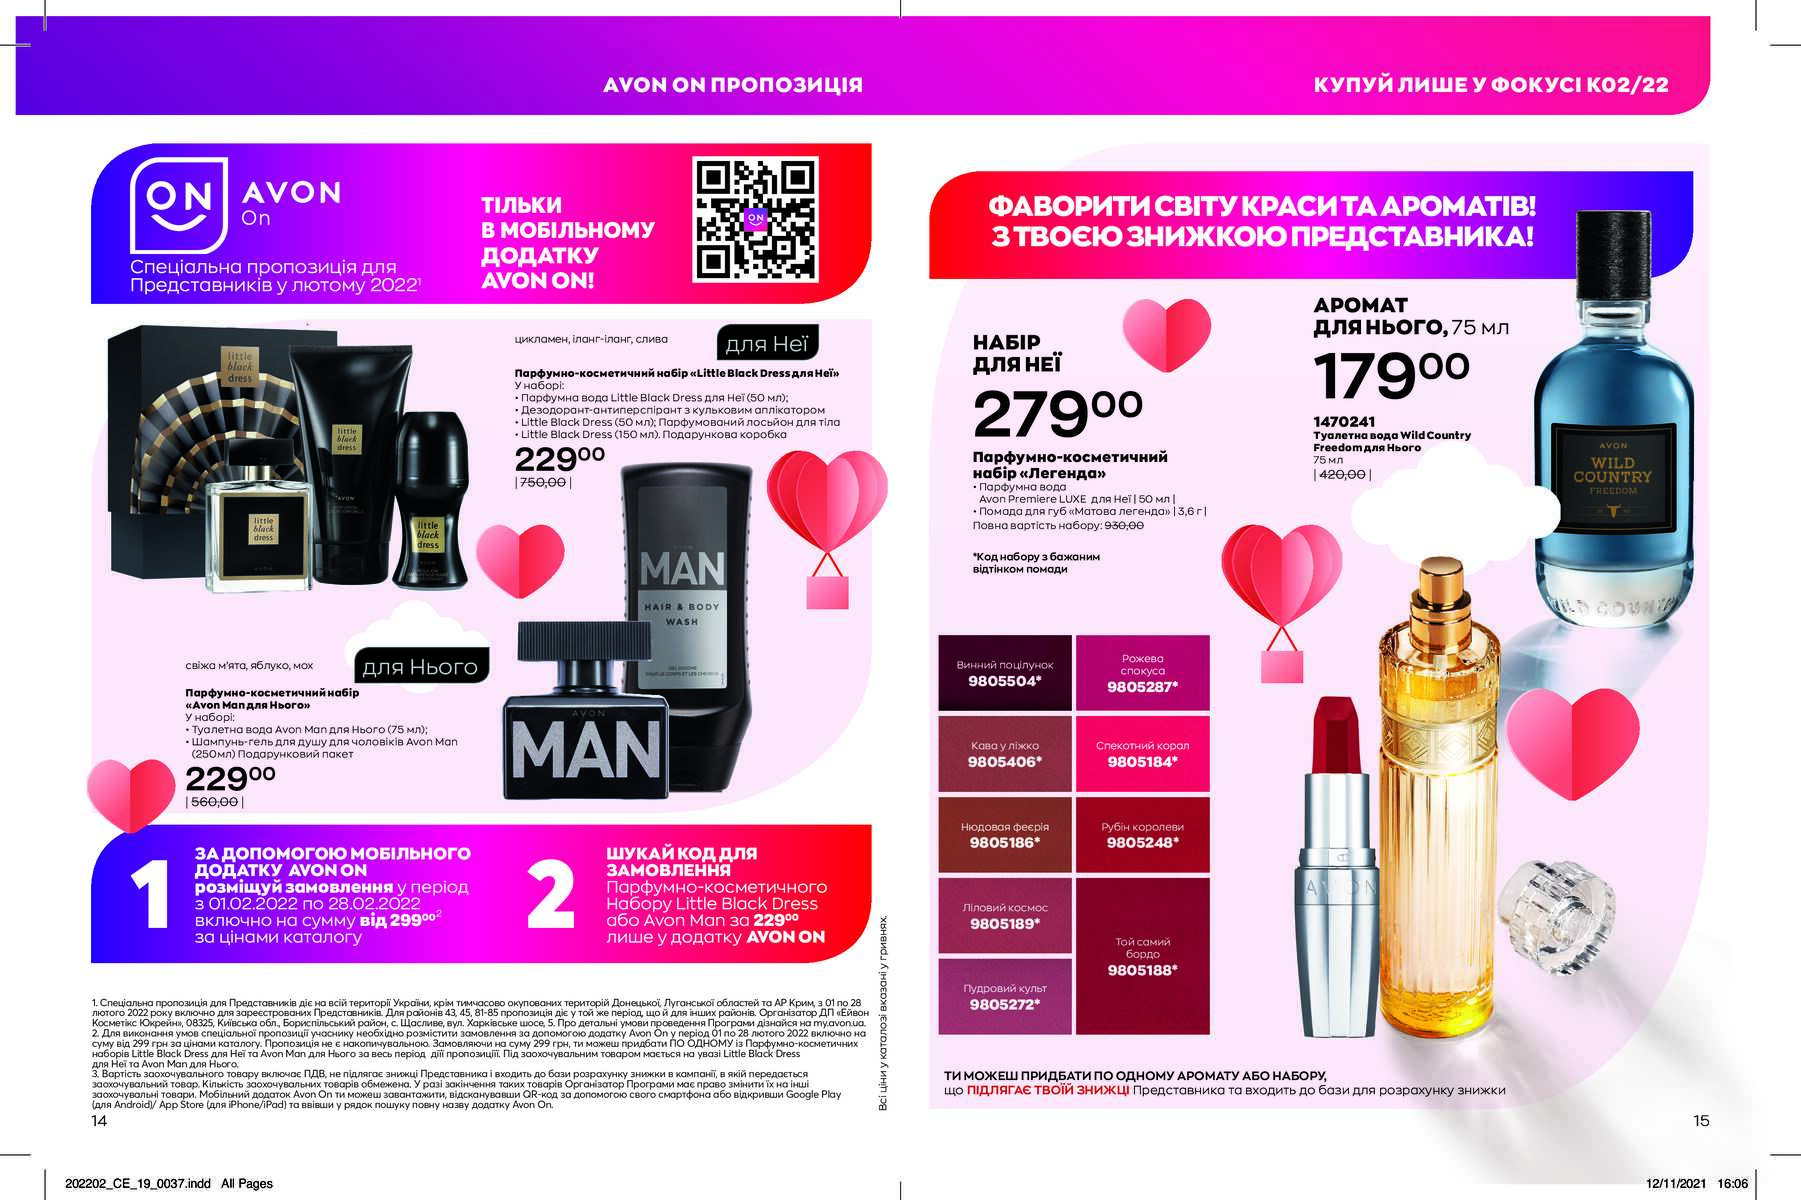 AVON ON ПРОПОЗИЦІЯ
КУПУЙ ЛИШЕ У ФОКУСІ К02/22
ON
AVON
On
Спеціальна пропозиція для
Представників у лютому 2022¹
ТІЛЬКИ
В МОБІЛЬНОМУ
ДОДАТКУ
AVON ON!
ON
цикламен, іланг-іланг, слива
для Неї
Парфумно-косметичний набір «Little Black Dress для Неї»
У наборі:
• Парфумна вода Little Black Dress для Неї (50 мл);
• Дезодорант-антиперспірант з кульковим аплікатором
• Little Black Dress (50 мл); Парфумований лосьйон для тіла
• Little Black Dress (150 мл). Подарункова коробка
229⁰⁰
| 750,00 |
little
black
dress
little
black
dress
AVON
little
black
dress
AVON
little
black
dress
AVON
MAN
HAIR & BODY
WASH
свіжа м'ята, яблуко, мох
для Нього
Парфумно-косметичний набір
«Avon Man для Нього»
У наборі:
• Туалетна вода Avon Man для Нього (75 мл);
• Шампунь-гель для душу для чоловіків Avon Man
(250мл) Подарунковий пакет
229⁰⁰
| 560,00 |
AVON
MAN
1
ЗА ДОПОМОГОЮ МОБІЛЬНОГО
ДОДАТКУ AVON ON
розміщуй замовлення у період
з 01.02.2022 по 28.02.2022
включно на сумму від 299⁰⁰²
за цінами каталогу
2
ШУКАЙ КОД ДЛЯ
ЗАМОВЛЕННЯ
Парфумно-косметичного
Набору Little Black Dress
або Avon Man за 229⁰⁰
лише у додатку AVON ON
1. Спеціальна пропозиція для Представників діє на всій території України, крім тимчасово окупованих територій Донецької, Луганської областей та АР Крим, з 01 по 28
лютого 2022 року включно для зареєстрованих Представників. Для районів 43, 45, 81-85 пропозиція діє у той же період, що й для інших районів. Організатор ДП «Ейвон
Косметікс Юкрейн», 08325, Київська обл., Бориспільський район, с. Щасливе, вул. Харківське шосе, 5. Про детальні умови проведення Програми дізнайся на my.avon.ua.
2. Для виконання умов спеціальної пропозиції учаснику необхідно розмістити замовлення за допомогою додатку Avon On у період 01 по 28 лютого 2022 включно на
суму від 299 грн за цінами каталогу. Пропозиція не є накопичувальною. Замовляючи на суму 299 грн, ти можеш придбати ПО ОДНОМУ із Парфумно-косметичних
наборів Little Black Dress для Неї та Avon Man для Нього за весь період діїї пропозиціїї. Під заохочувальним товаром мається на увазі Little Black Dress
для Неї та Avon Man для Нього.
3. Вартість заохочувального товару включає ПДВ, не підлягає знижці Представника і входить до бази розрахунку знижки в кампанії, в якій передається
заохочувальний товар. Кількість заохочувальних товарів обмежена. У разі закінчення таких товарів Організатор Програми має право змінити їх на інші
заохочувальні товари. Мобільний додаток Avon On ти можеш завантажити, відсканувавши QR-код за допомогою свого смартфона або відкривши Google Play
(для Android)/ App Store (для iPhone/iPad) та ввівши у рядок пошуку повну назву додатку Avon On.
14
Всі ціни у каталозі вказані у гривнях.
ФАВОРИТИ СВІТУ КРАСИ ТА АРОМАТІВ!
З ТВОЄЮ ЗНИЖКОЮ ПРЕДСТАВНИКА!
НАБІР
ДЛЯ НЕЇ
279⁰⁰
Парфумно-косметичний
набір «Легенда»
• Парфумна вода
Avon Premiere LUXE для Неї | 50 мл |
• Помада для губ «Матова легенда» | 3,6 г |
Повна вартість набору: 930,00
*Код набору з бажаним
відтінком помади
АРОМАТ
ДЛЯ НЬОГО, 75 мл
179⁰⁰
1470241
Туалетна вода Wild Country
Freedom для Нього
75 мл
| 420,00 |
AVON
WILD
COUNTRY
FREEDOM
WILD COUNTRY
Винний поцілунок
9805504*
Рожева
спокуса
9805287*
Кава у ліжко
9805406*
Спекотний корал
9805184*
Нюдовая феєрія
9805186*
Рубін королеви
9805248*
Ліловий космос
9805189*
Той самий
бордо
9805188*
Пудровий культ
9805272*
AVON
ТИ МОЖЕШ ПРИДБАТИ ПО ОДНОМУ АРОМАТУ АБО НАБОРУ,
що ПІДЛЯГАЄ ТВОЇЙ ЗНИЖЦІ Представника та входить до бази для розрахунку знижки
15
202202_CE_19_0037.indd All Pages
12/11/2021 16:06